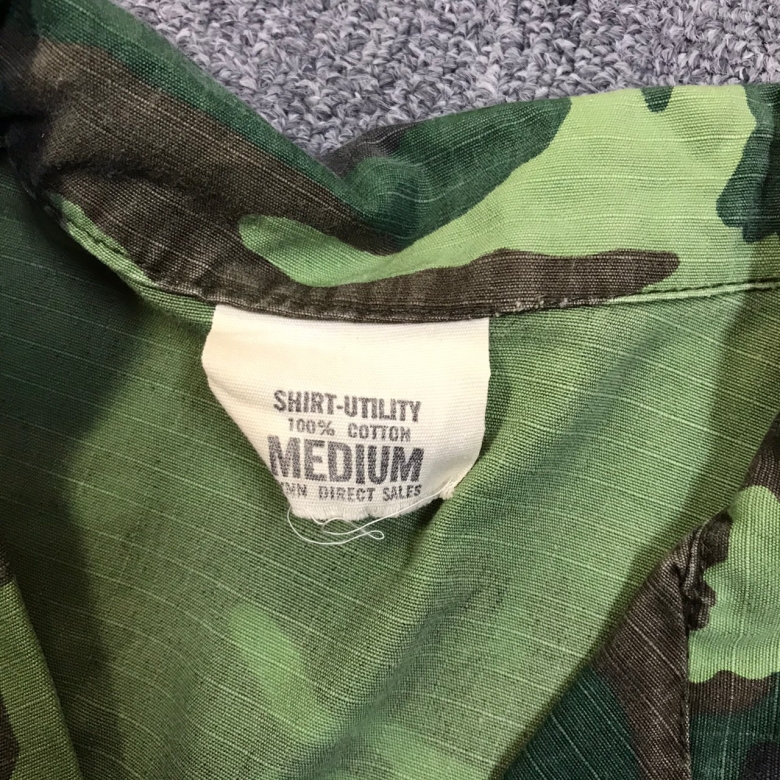 SHIRT-UTILITY
100% COTTON
MEDIUM
DIRECT SALES